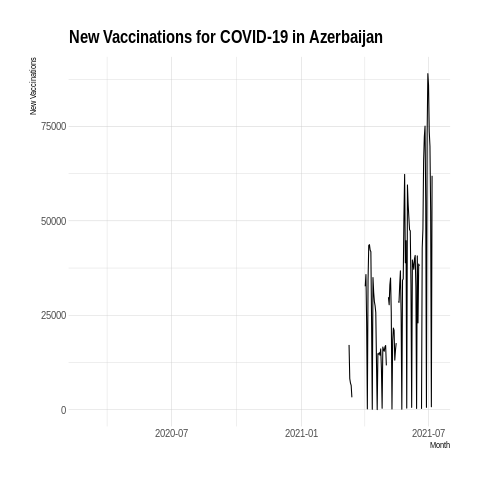 New Vaccinations for COVID-19 in Azerbaijan
New Vaccinations
75000
50000
25000
0
2020-07
2021-01
2021-07
Month